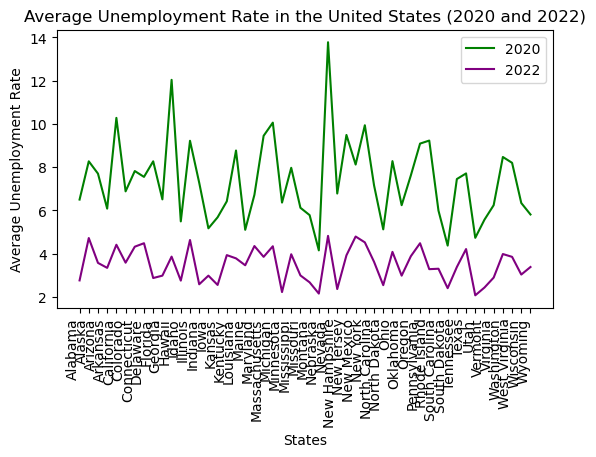 Average Unemployment Rate in the United States (2020 and 2022)
2020
2022
14
12
10
8
6
4
2
Average Unemployment Rate
Alabama
Alaska
Arizona
Arkansas
California
Colorado
Connecticut
Delaware
Florida
Georgia
Hawaii
Idaho
Illinois
Indiana
Iowa
Kansas
Kentucky
Louisiana
Maine
Maryland
Massachusetts
Michigan
Minnesota
Mississippi
Missouri
Montana
Nebraska
Nevada
New Hampshire
New Jersey
New Mexico
New York
North Carolina
North Dakota
Ohio
Oklahoma
Oregon
Pennsylvania
Rhode Island
South Carolina
South Dakota
Tennessee
Texas
Utah
Vermont
Virginia
Washington
West Virginia
Wisconsin
Wyoming
States